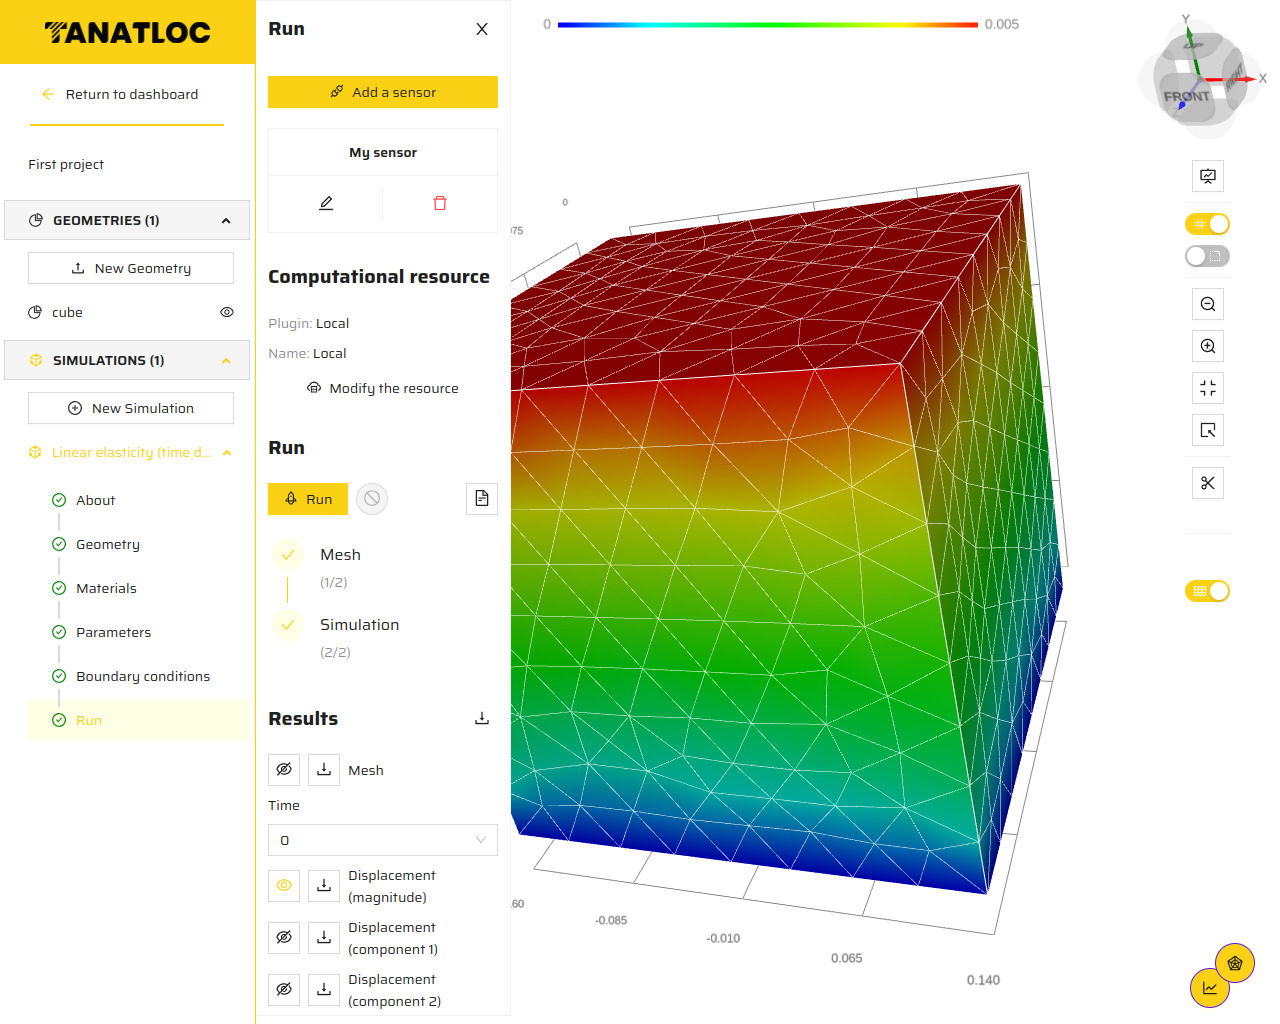 TANATLOC
Return to dashboard
First project
GEOMETRIES (1)
New Geometry
cube
SIMULATIONS (1)
New Simulation
Linear elasticity (time d...
About
Geometry
Materials
Parameters
Boundary conditions
Run
Run
X
Add a sensor
My sensor
Computational resource
Plugin: Local
Name: Local
Modify the resource
Run
Run
Mesh
(1/2)
Simulation
(2/2)
Results
Mesh
Time
0
Displacement
(magnitude)
Displacement
(component 1)
Displacement
(component 2)
0
0.005
0
-0.085
-0.010
0.065
0.140
Y
UP
RIGHT
X
FRONT
Z